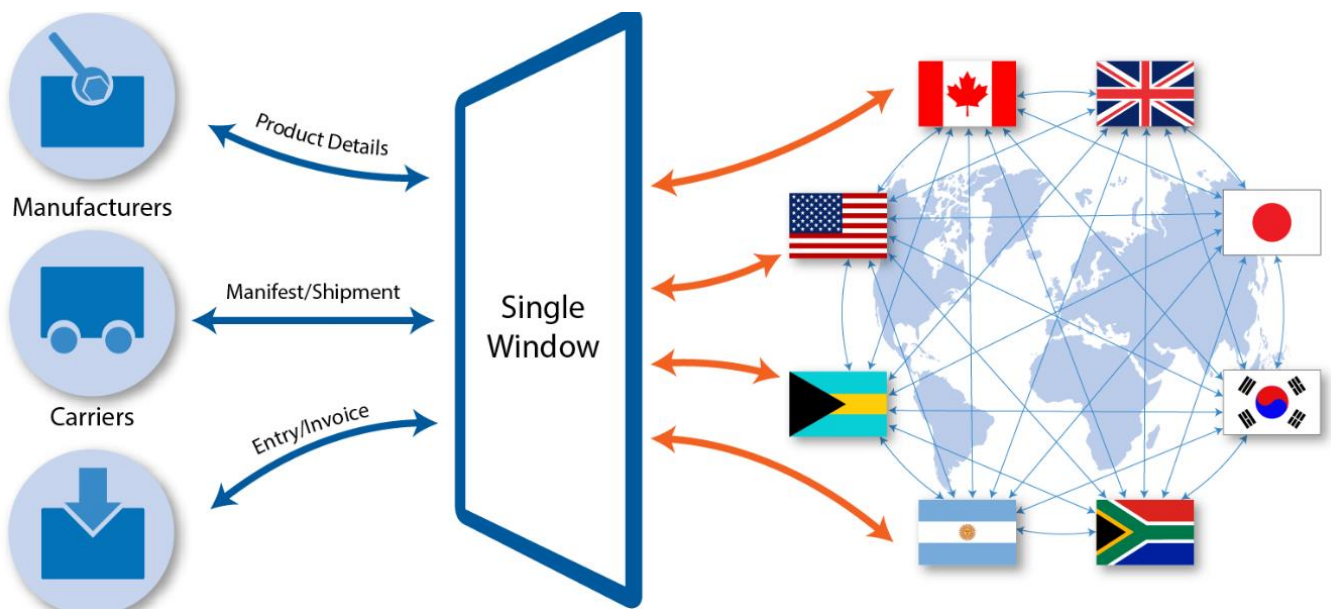 Product Details
Manufacturers
Manifest/Shipment
Carriers
Entry/Invoice
Single
Window